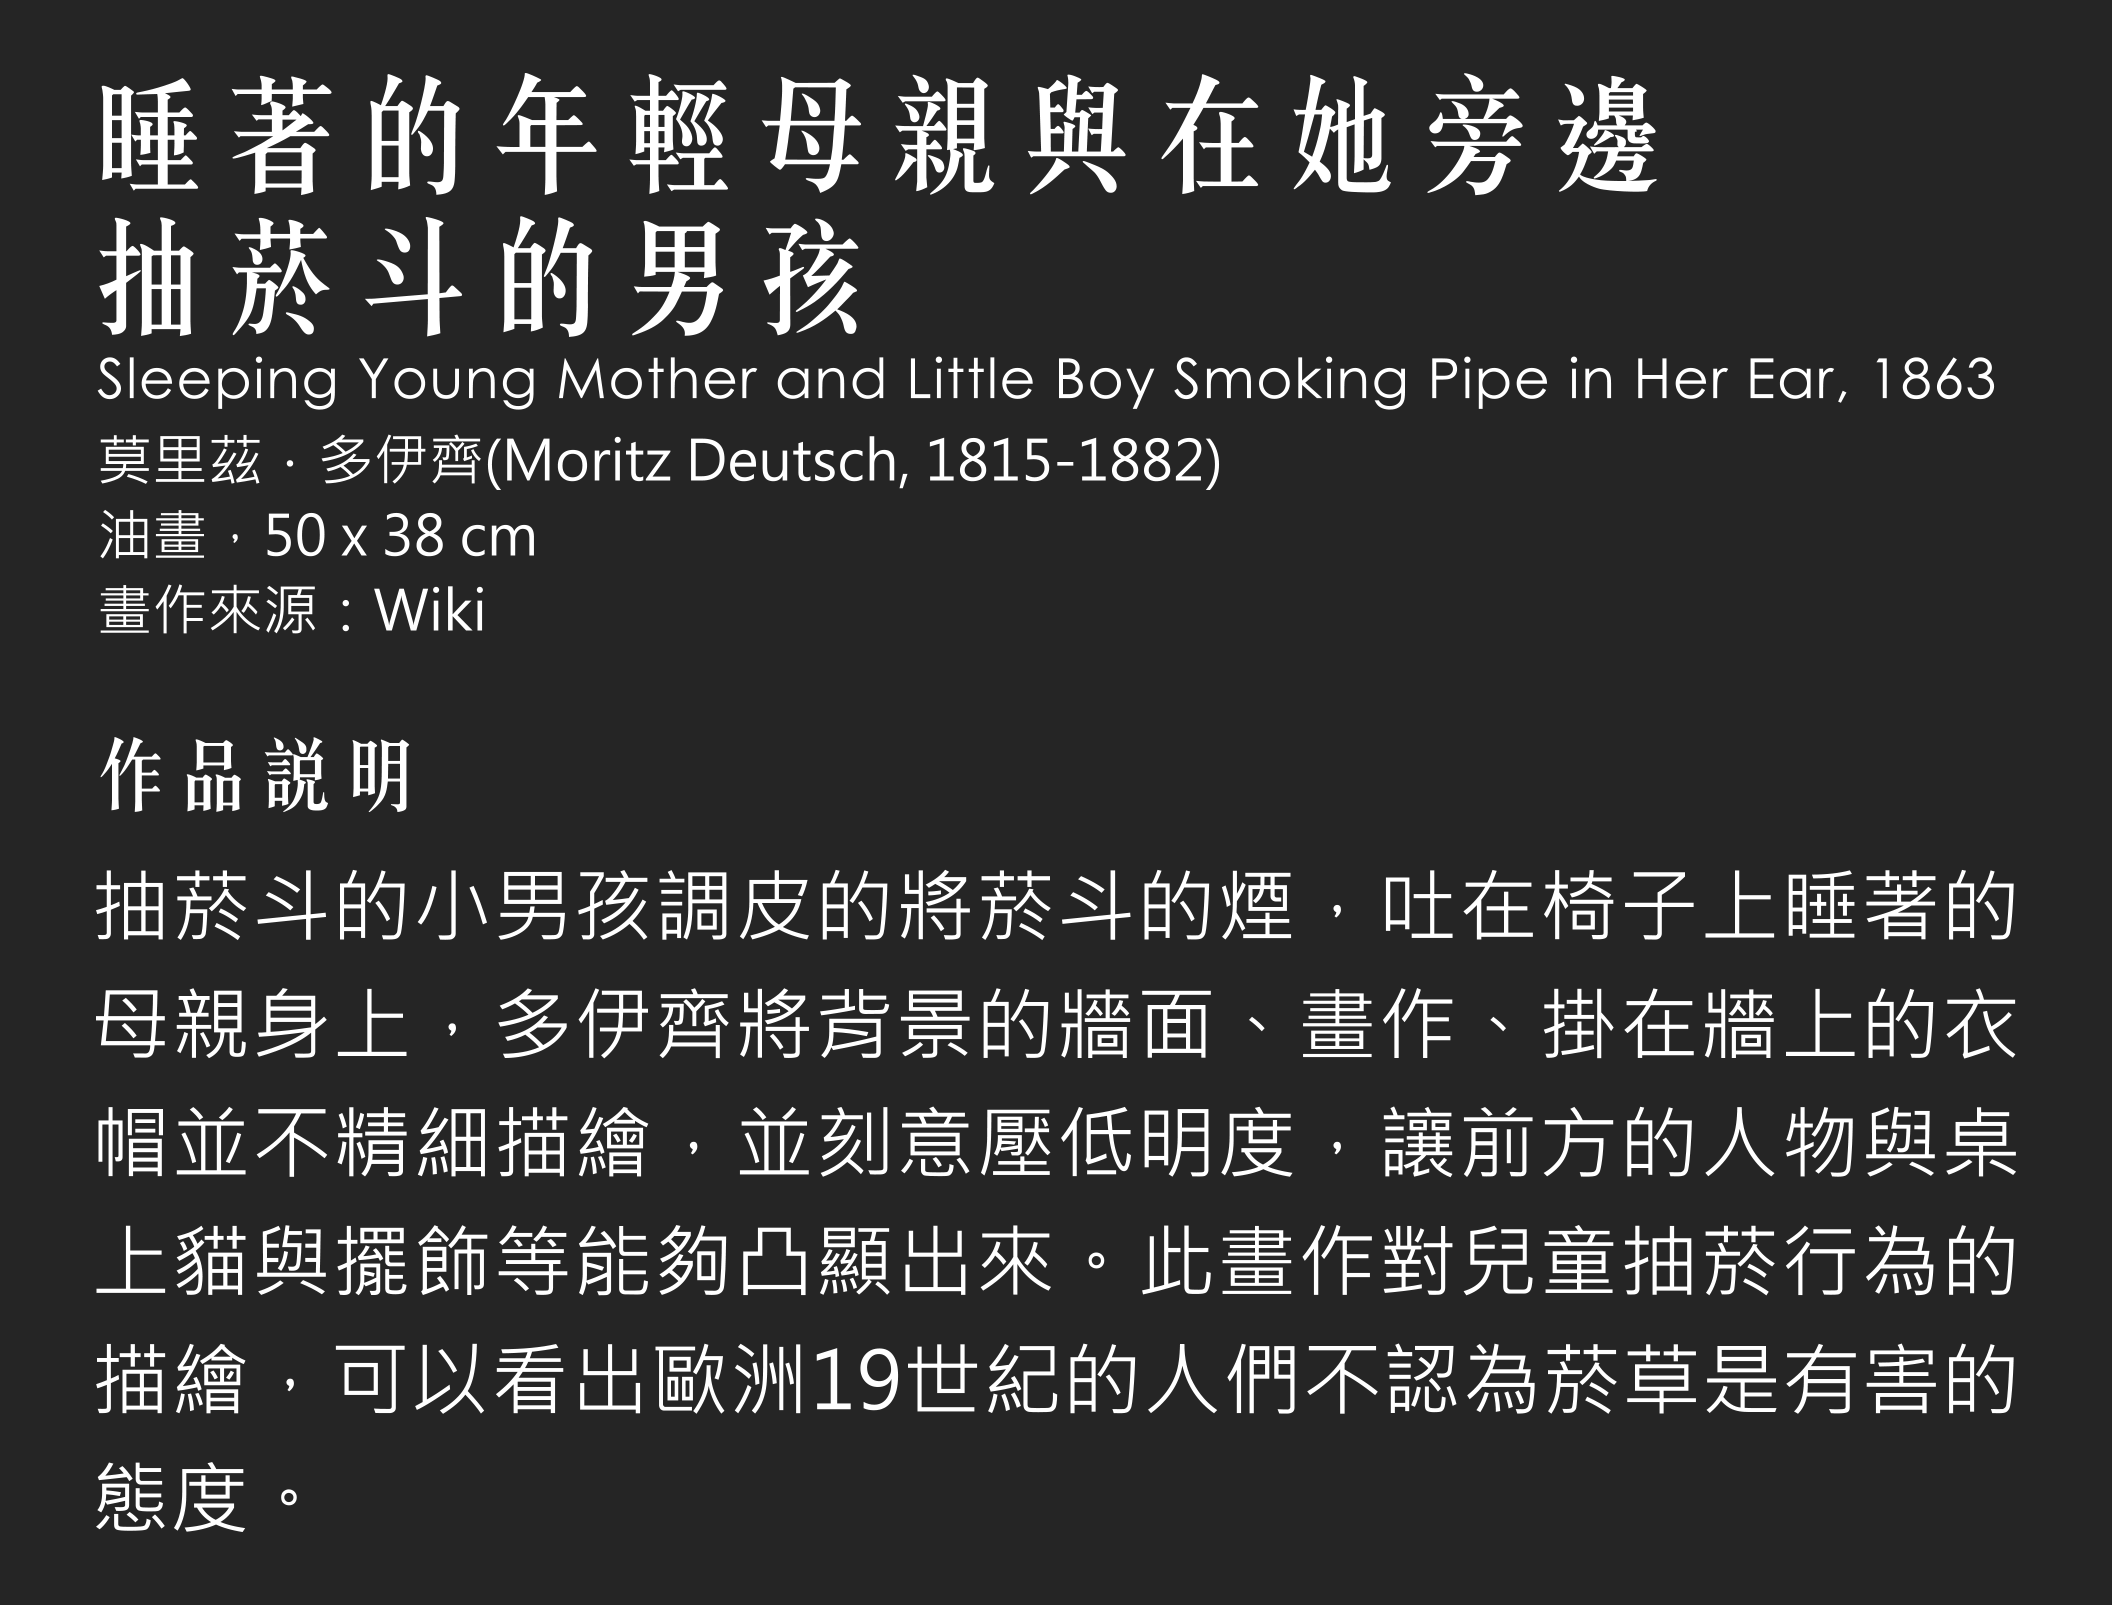 睡著的年輕母親與在她旁邊
抽菸斗的男孩
Sleeping Young Mother and Little Boy Smoking Pipe in Her Ear, 1863
莫里茲．多伊齊(Moritz Deutsch, 1815-1882)
油畫，50 x 38 cm
畫作來源：Wiki
作品說明
抽菸斗的小男孩調皮的將菸斗的煙，吐在椅子上睡著的
母親身上，多伊齊將背景的牆面、畫作、掛在牆上的衣
帽並不精細描繪，並刻意壓低明度，讓前方的人物與桌
上貓與擺飾等能夠凸顯出來。此畫作對兒童抽菸行為的
描繪，可以看出歐洲19世紀的人們不認為菸草是有害的
態度。